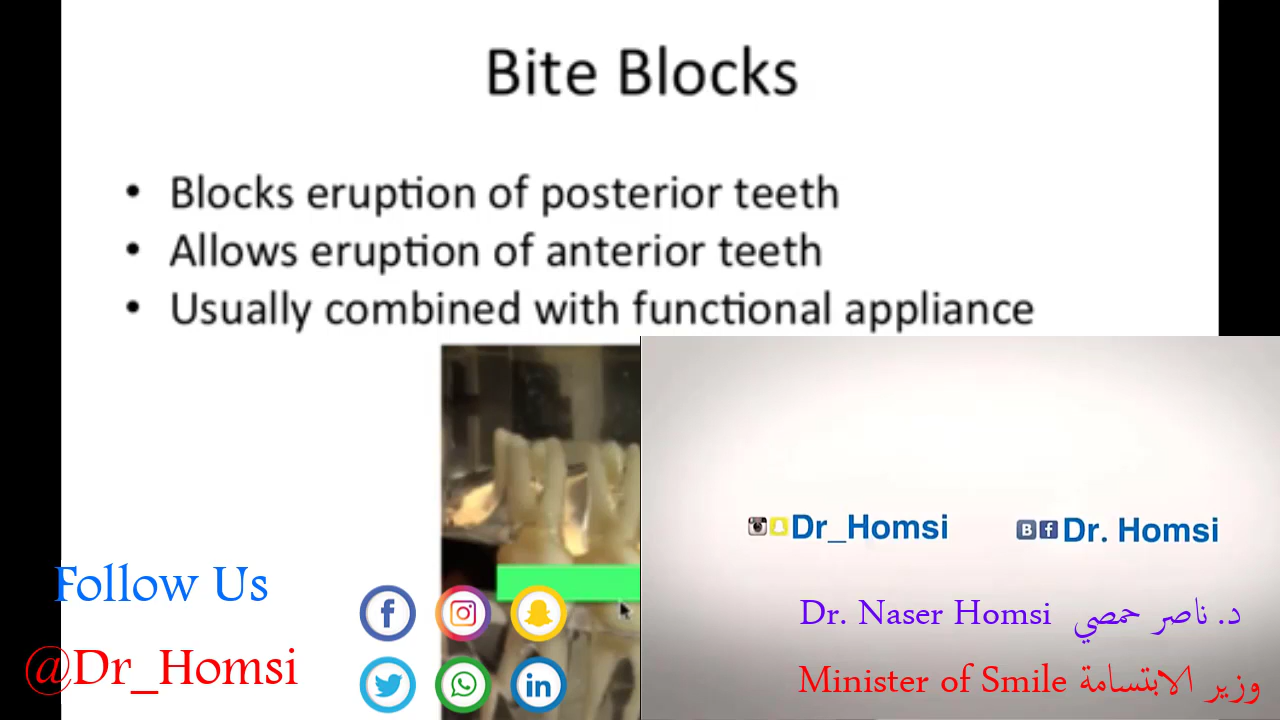 Bite Blocks
• Blocks eruption of posterior teeth
• Allows eruption of anterior teeth
• Usually combined with functional appliance
Dr_Homsi
Dr. Homsi
Follow Us
@Dr_Homsi
Dr. Naser Homsi د. ناصر حمصي
Minister of Smile وزير الابتسامة